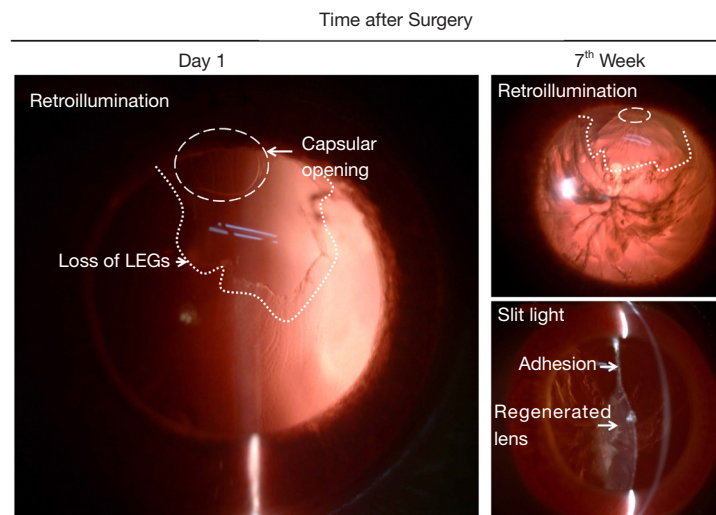 Time after Surgery
Day 1
7th Week
Retroillumination
Capsular
opening
Loss of LEGs
Retroillumination
Slit light
Adhesion
Regenerated
lens